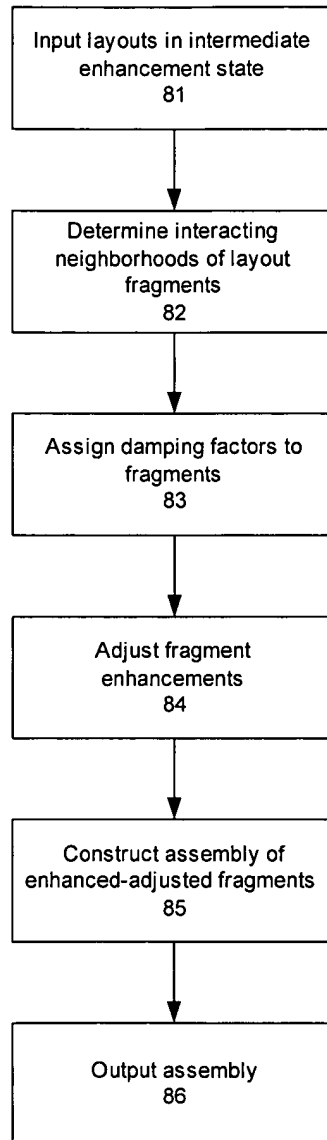 Input layouts in intermediate
enhancement state
81
Determine interacting
neighborhoods of layout
fragments
82
Assign damping factors to
fragments
83
Adjust fragment
enhancements
84
Construct assembly of
enhanced-adjusted fragments
85
Output assembly
86